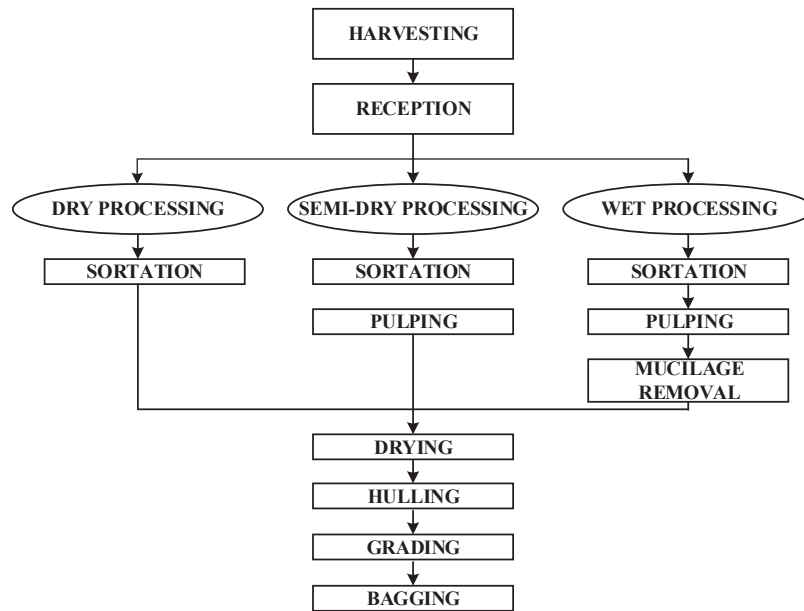 HARVESTING
RECEPTION
DRY PROCESSING
SEMI-DRY PROCESSING
WET PROCESSING
SORTATION
SORTATION
SORTATION
PULPING
PULPING
MUCILAGE
REMOVAL
DRYING
HULLING
GRADING
BAGGING